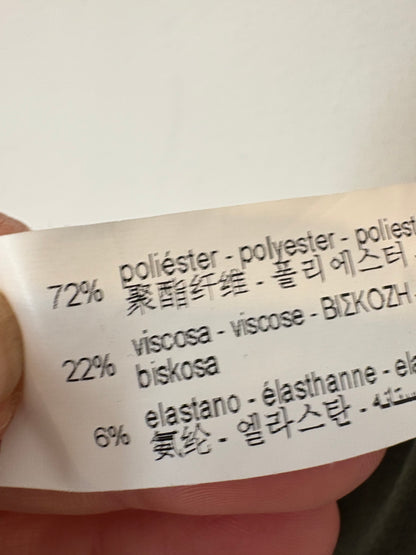 72% poliéster - polyester - poliest
聚酯纤维 - 폴리에스터 -
22% viscosa - viscose - ΒΙΣΚΟΖΗ -
biskosa
6% elastano - élasthanne - ela
氨纶 - 엘라스탄 -